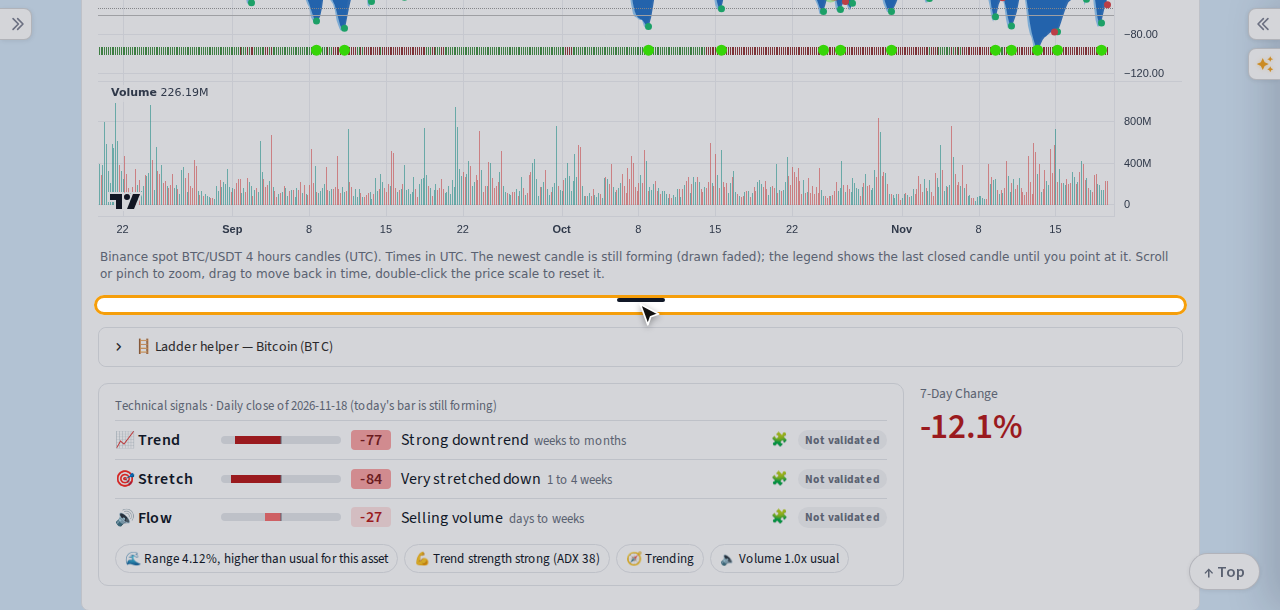 −80.00
−120.00
Volume 226.19M
800M
400M
0
22 Sep 8 15 22 Oct 8 15 22 Nov 8 15
Binance spot BTC/USDT 4 hours candles (UTC). Times in UTC. The newest candle is still forming (drawn faded); the legend shows the last closed candle until you point at it. Scroll
or pinch to zoom, drag to move back in time, double-click the price scale to reset it.
Ladder helper — Bitcoin (BTC)
Technical signals · Daily close of 2026-11-18 (today's bar is still forming)
7-Day Change
-12.1%
Trend -77 Strong downtrend weeks to months Not validated
Stretch -84 Very stretched down 1 to 4 weeks Not validated
Flow -27 Selling volume days to weeks Not validated
Range 4.12%, higher than usual for this asset
Trend strength strong (ADX 38)
Trending
Volume 1.0x usual
↑ Top